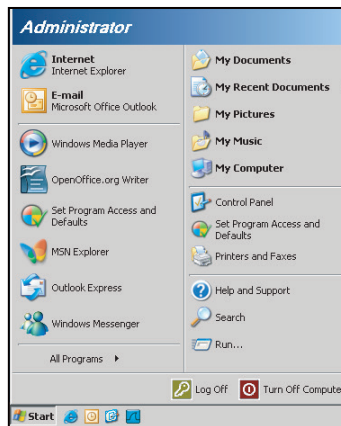 Administrator
Internet
Internet Explorer
E-mail
Microsoft Office Outlook
Windows Media Player
OpenOffice.org Writer
Set Program Access and
Defaults
MSN Explorer
Outlook Express
Windows Messenger
All Programs
My Documents
My Recent Documents
My Pictures
My Music
My Computer
Control Panel
Set Program Access and
Defaults
Printers and Faxes
Help and Support
Search
Run...
Log Off
Turn Off Compute
Start